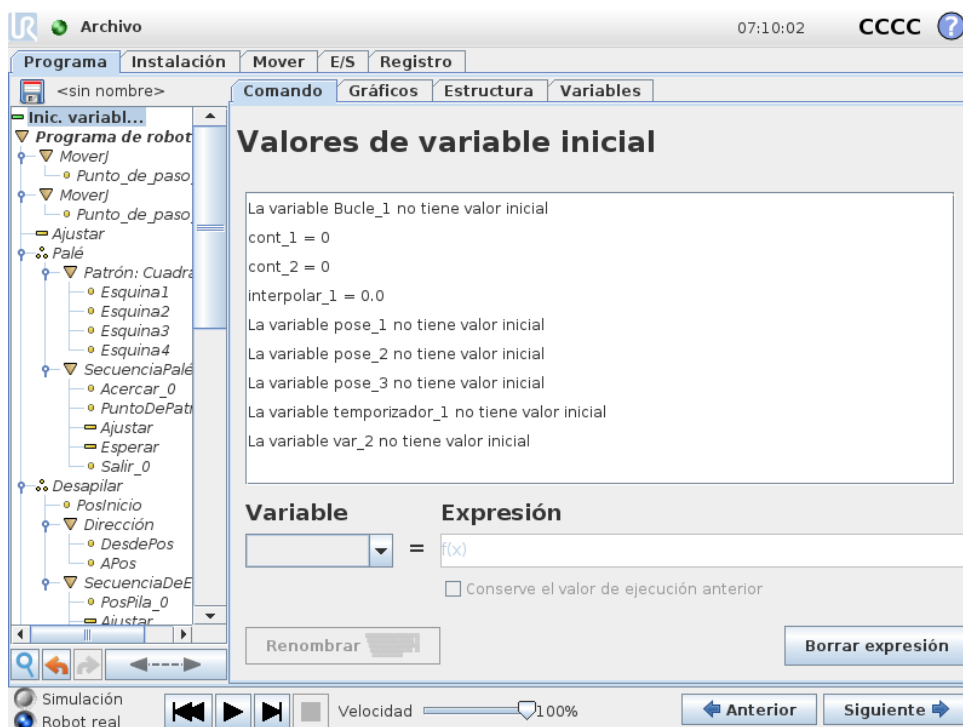 Archivo
07:10:02
CCCC
?
Programa
Instalación
Mover
E/S
Registro
<sin nombre>
Comando
Gráficos
Estructura
Variables
Inic. variabl...
Programa de robot
MoverJ
Punto_de_paso_
MoverJ
Punto_de_paso_
Ajustar
Palé
Patrón: Cuadra
Esquina1
Esquina2
Esquina3
Esquina4
SecuenciaPalé
Acercar_0
PuntoDePatr
Ajustar
Esperar
Salir_0
Desapilar
PosInicio
Dirección
DesdePos
APos
SecuenciaDeE
PosPila_0
Ajustar
Valores de variable inicial
La variable Bucle_1 no tiene valor inicial
cont_1 = 0
cont_2 = 0
interpolar_1 = 0.0
La variable pose_1 no tiene valor inicial
La variable pose_2 no tiene valor inicial
La variable pose_3 no tiene valor inicial
La variable temporizador_1 no tiene valor inicial
La variable var_2 no tiene valor inicial
Variable
Expresión
=
f(x)
Conserve el valor de ejecución anterior
Renombrar
Borrar expresión
Simulación
Robot real
Velocidad
100%
Anterior
Siguiente